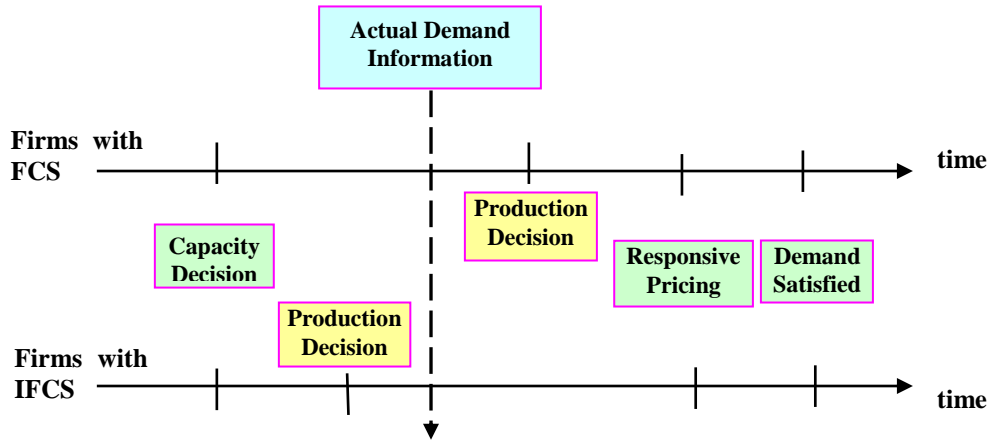 Actual Demand
Information
Firms with
FCS
time
Production
Decision
Capacity
Decision
Responsive
Pricing
Demand
Satisfied
Production
Decision
Firms with
IFCS
time